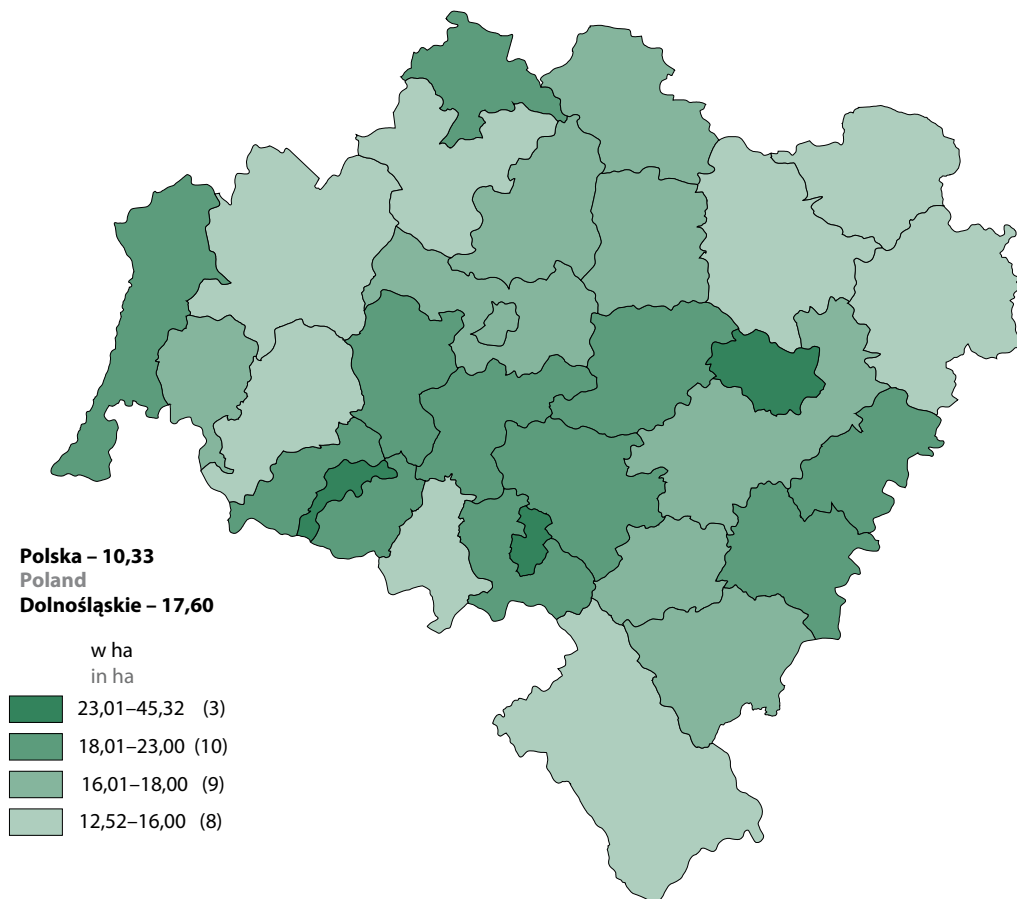 Polska – 10,33
Poland
Dolnośląskie – 17,60
w ha
in ha
23,01–45,32 (3)
18,01–23,00 (10)
16,01–18,00 (9)
12,52–16,00 (8)